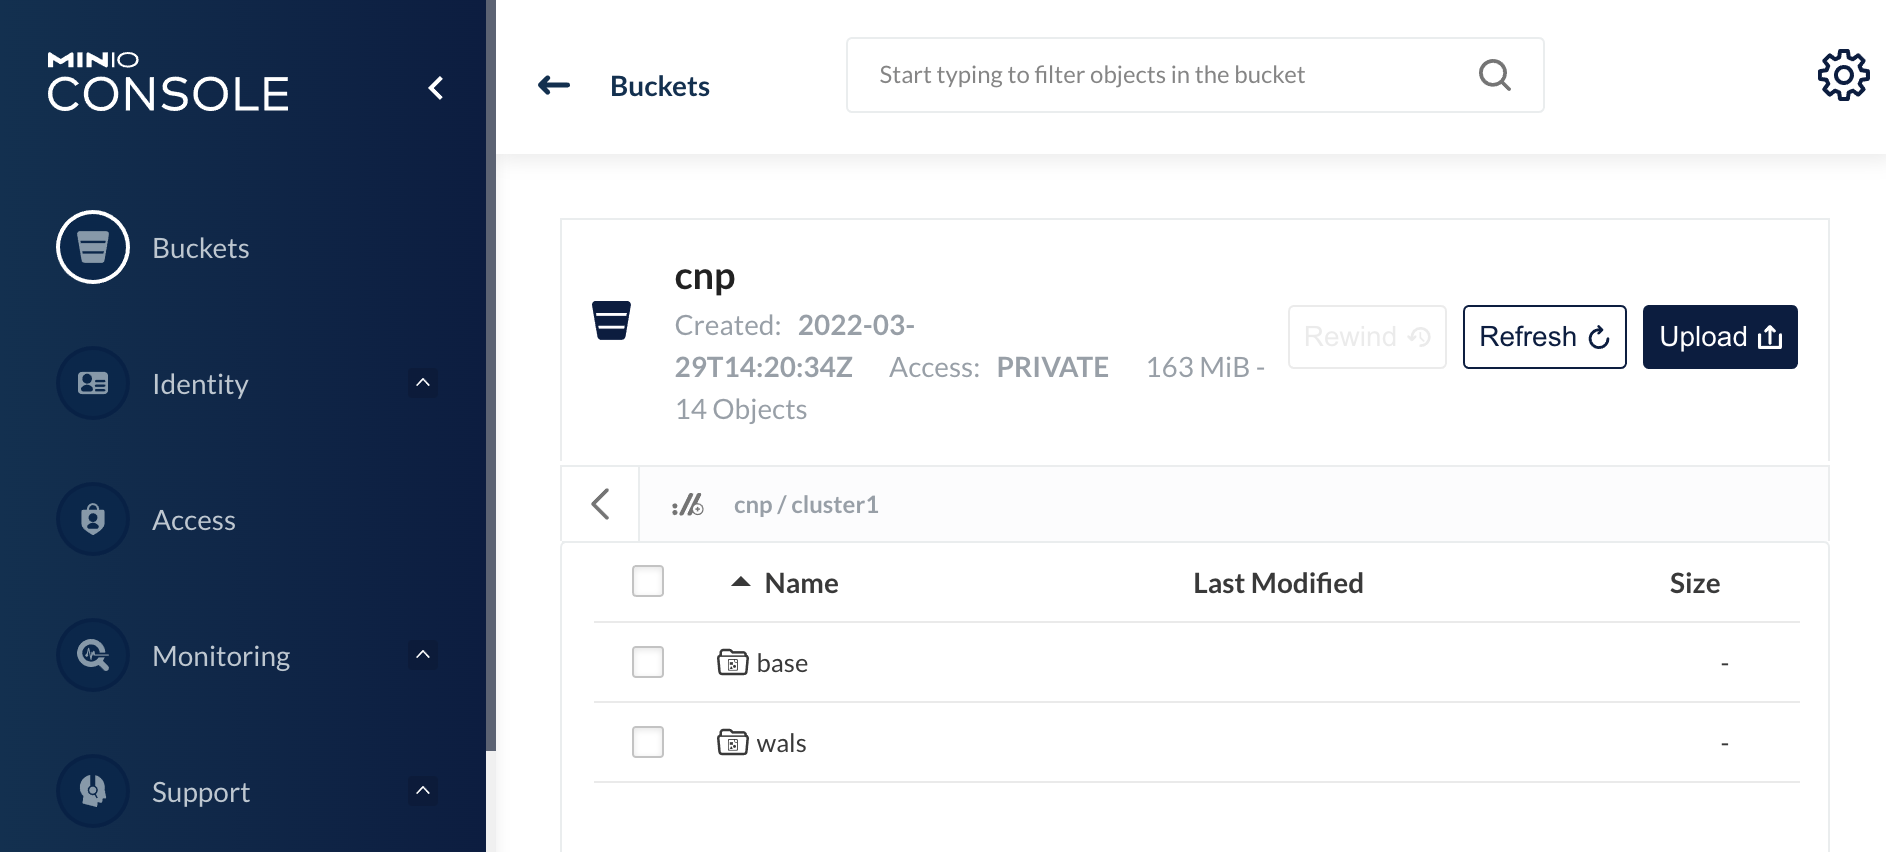 MINIO
CONSOLE
Buckets
Identity
Access
Monitoring
Support
Buckets
Start typing to filter objects in the bucket
cnp
Created: 2022-03-
29T14:20:34Z Access: PRIVATE 163 MiB -
14 Objects
Rewind
Refresh
Upload
cnp / cluster1
Name Last Modified Size
base -
wals -